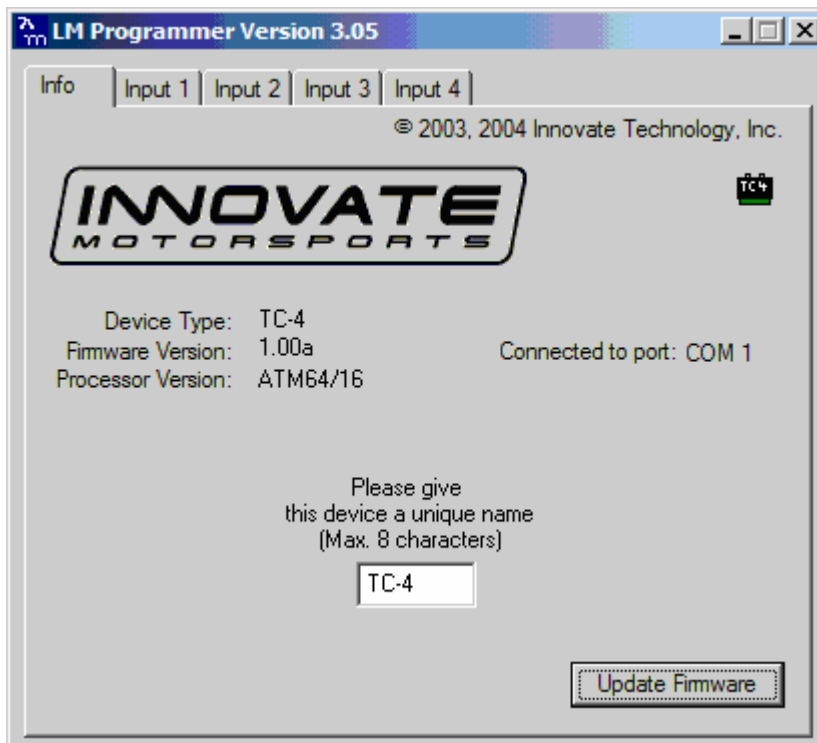 LM Programmer Version 3.05
Info Input 1 Input 2 Input 3 Input 4
© 2003, 2004 Innovate Technology, Inc.
INNOVATE
MOTORSPORTS
TC4
Device Type: TC-4
Firmware Version: 1.00a
Connected to port: COM 1
Processor Version: ATM64/16
Please give
this device a unique name
(Max. 8 characters)
TC-4
Update Firmware